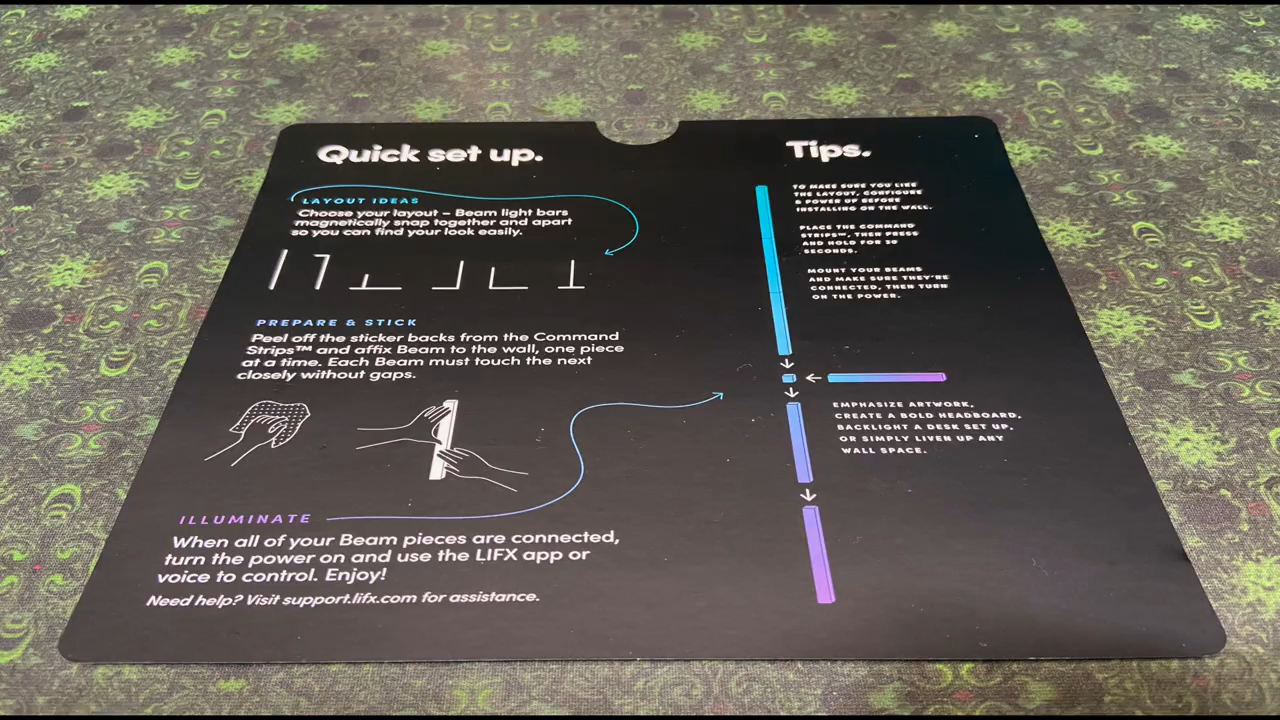 Quick set up.
LAYOUT IDEAS
Choose your layout – Beam light bars
magnetically snap together and apart
so you can find your look easily.
PREPARE & STICK
Peel off the sticker backs from the Command
Strips™ and affix Beam to the wall, one piece
at a time. Each Beam must touch the next
closely without gaps.
ILLUMINATE
When all of your Beam pieces are connected,
turn the power on and use the LIFX app or
voice to control. Enjoy!
Need help? Visit support.lifx.com for assistance.
Tips.
TO MAKE SURE YOU LIKE
THE LAYOUT, CONFIGURE
& POWER UP BEFORE
INSTALLING ON THE WALL.
PLACE THE COMMAND
STRIPS™, THEN PRESS
AND HOLD FOR 30
SECONDS.
MOUNT YOUR BEAMS
AND MAKE SURE THEY'RE
CONNECTED, THEN TURN
ON THE POWER.
EMPHASIZE ARTWORK,
CREATE A BOLD HEADBOARD,
BACKLIGHT A DESK SET UP,
OR SIMPLY LIVEN UP ANY
WALL SPACE.